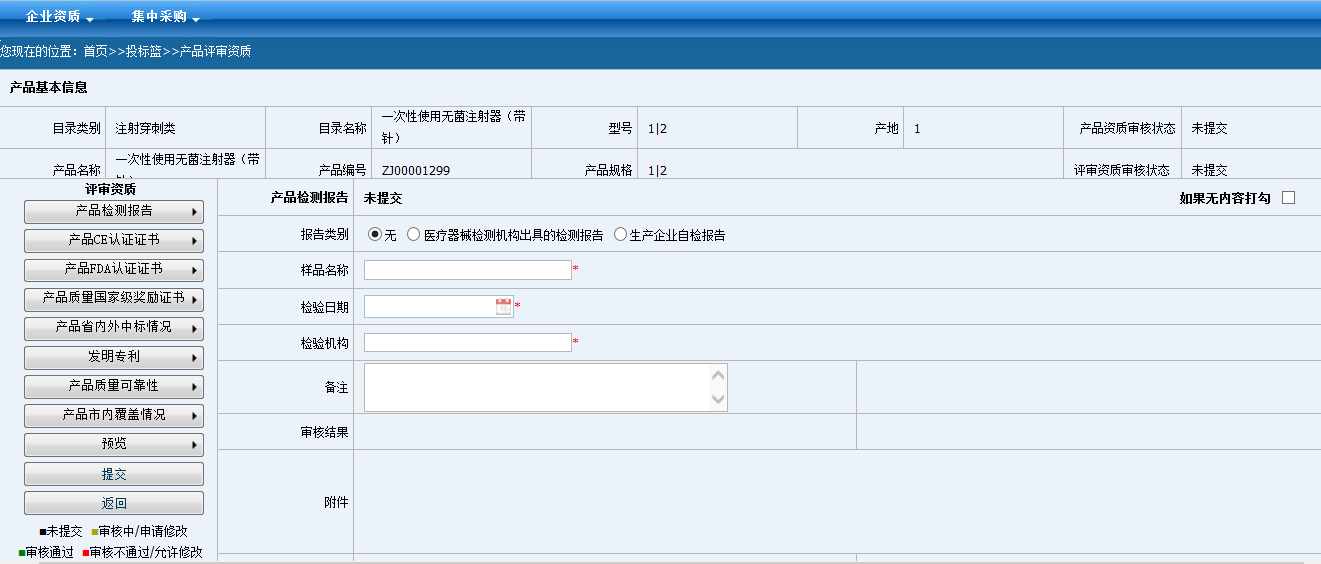 企业资质 集中采购
您现在的位置：首页>>投标篮>>产品评审资质
产品基本信息
目录类别 注射穿刺类 目录名称 一次性使用无菌注射器（带针） 型号 1|2 产地 1 产品资质审核状态 未提交
产品名称 一次性使用无菌注射器（带 产品编号 ZJ00001299 产品规格 1|2 评审资质审核状态 未提交
评审资质
产品检测报告
产品CE认证证书
产品FDA认证证书
产品质量国家级奖励证书
产品省内外中标情况
发明专利
产品质量可靠性
产品市内覆盖情况
预览
提交
返回
■未提交 ■审核中/申请修改
■审核通过 ■审核不通过/允许修改
产品检测报告 未提交 如果无内容打勾
报告类别 无 医疗器械检测机构出具的检测报告 生产企业自检报告
样品名称 *
检验日期 *
检验机构 *
备注
审核结果
附件